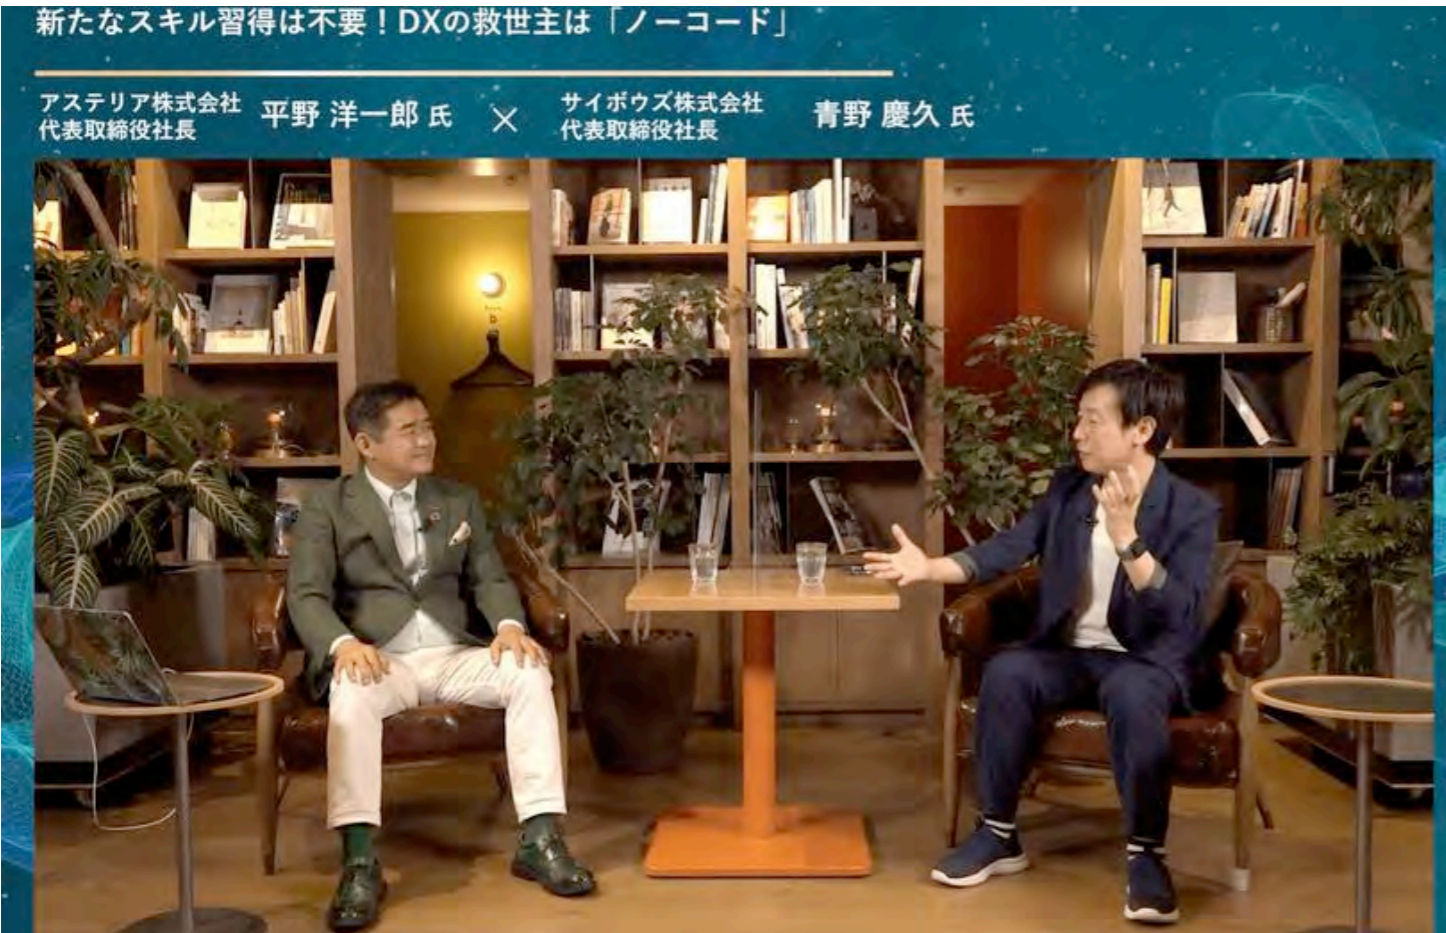 新たなスキル習得は不要！DXの救世主は「ノーコード」
アステリア株式会社
代表取締役社長
平野 洋一郎 氏
×
サイボウズ株式会社
代表取締役社長
青野 慶久 氏
b